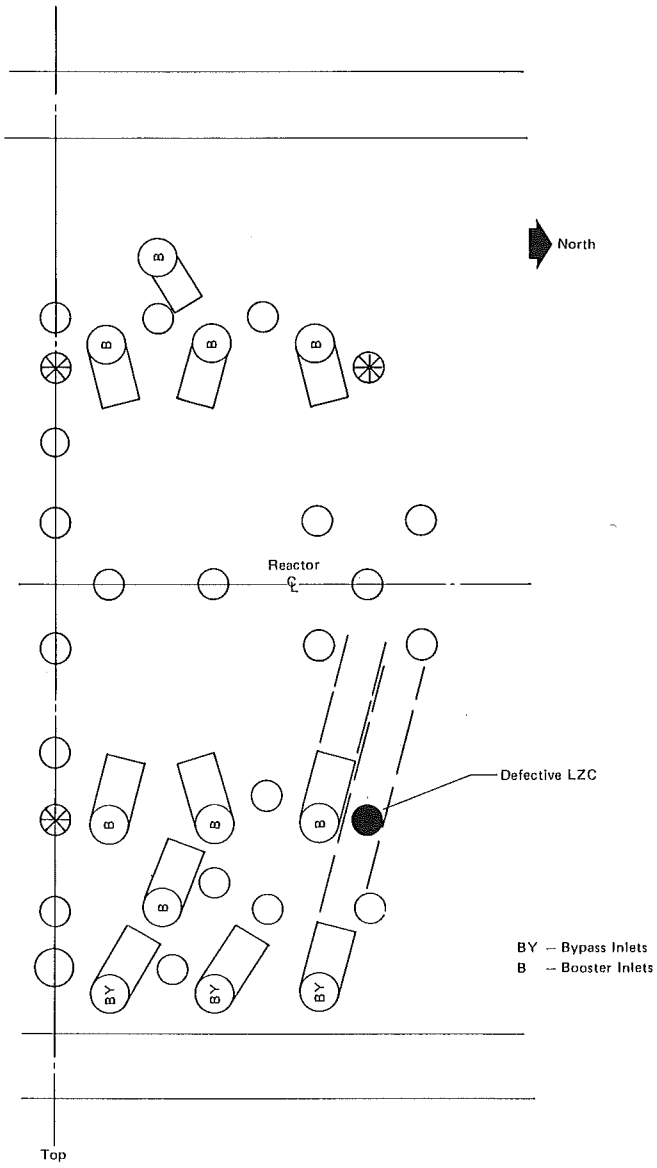 B
North
B
B
B
Reactor
C̲L
Defective LZC
B
B
B
B
BY – Bypass Inlets
B – Booster Inlets
BY
BY
BY
Top